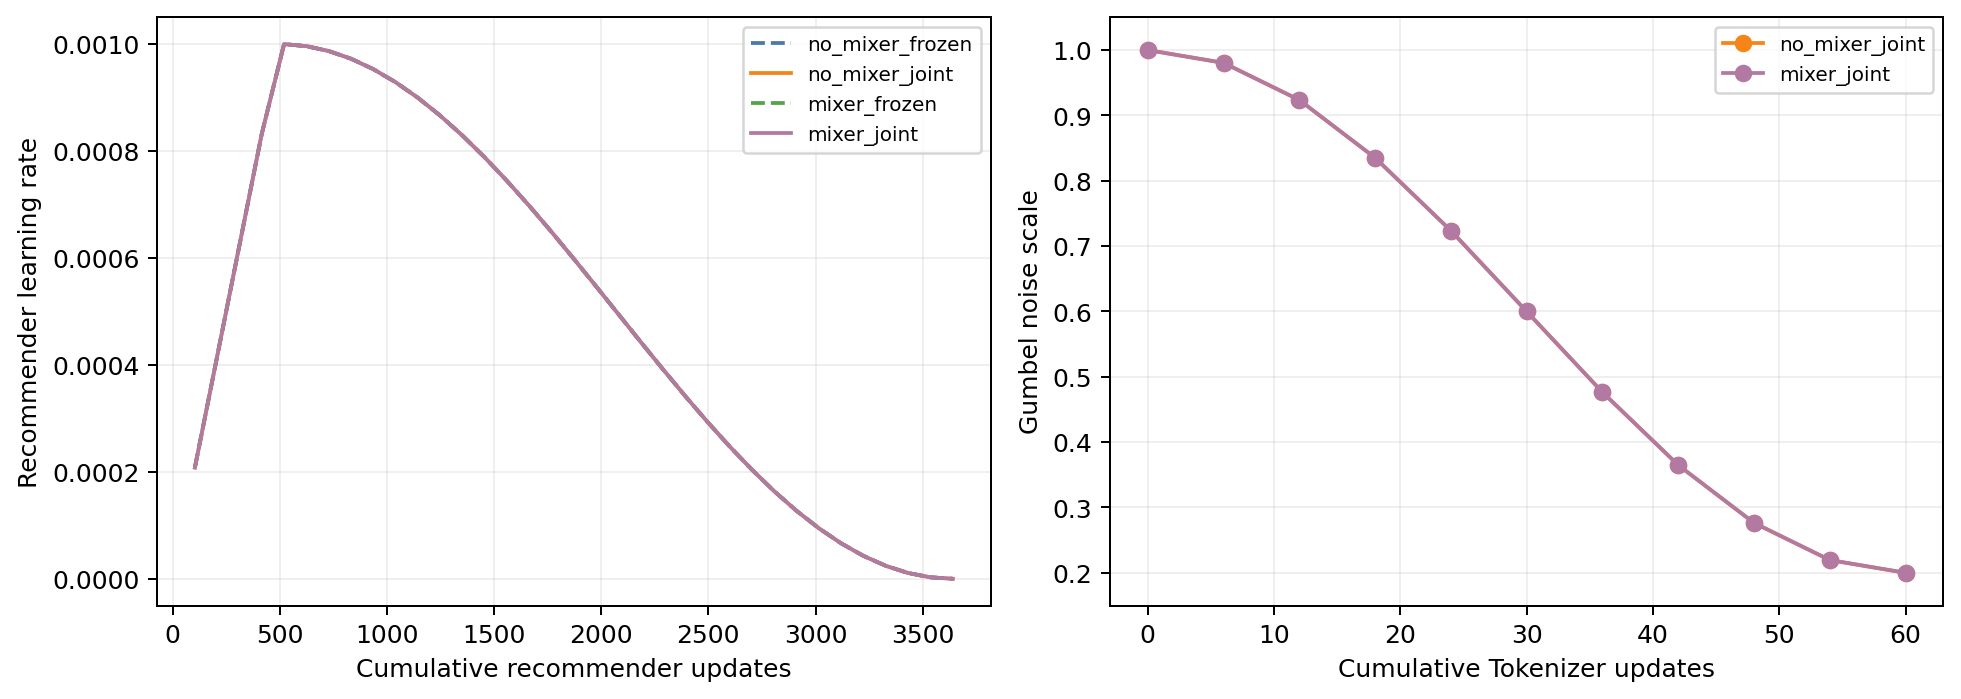 Recommender learning rate
0.0010
0.0008
0.0006
0.0004
0.0002
0.0000
0 500 1000 1500 2000 2500 3000 3500
Cumulative recommender updates
no_mixer_frozen
no_mixer_joint
mixer_frozen
mixer_joint
Gumbel noise scale
1.0
0.9
0.8
0.7
0.6
0.5
0.4
0.3
0.2
0 10 20 30 40 50 60
Cumulative Tokenizer updates
no_mixer_joint
mixer_joint